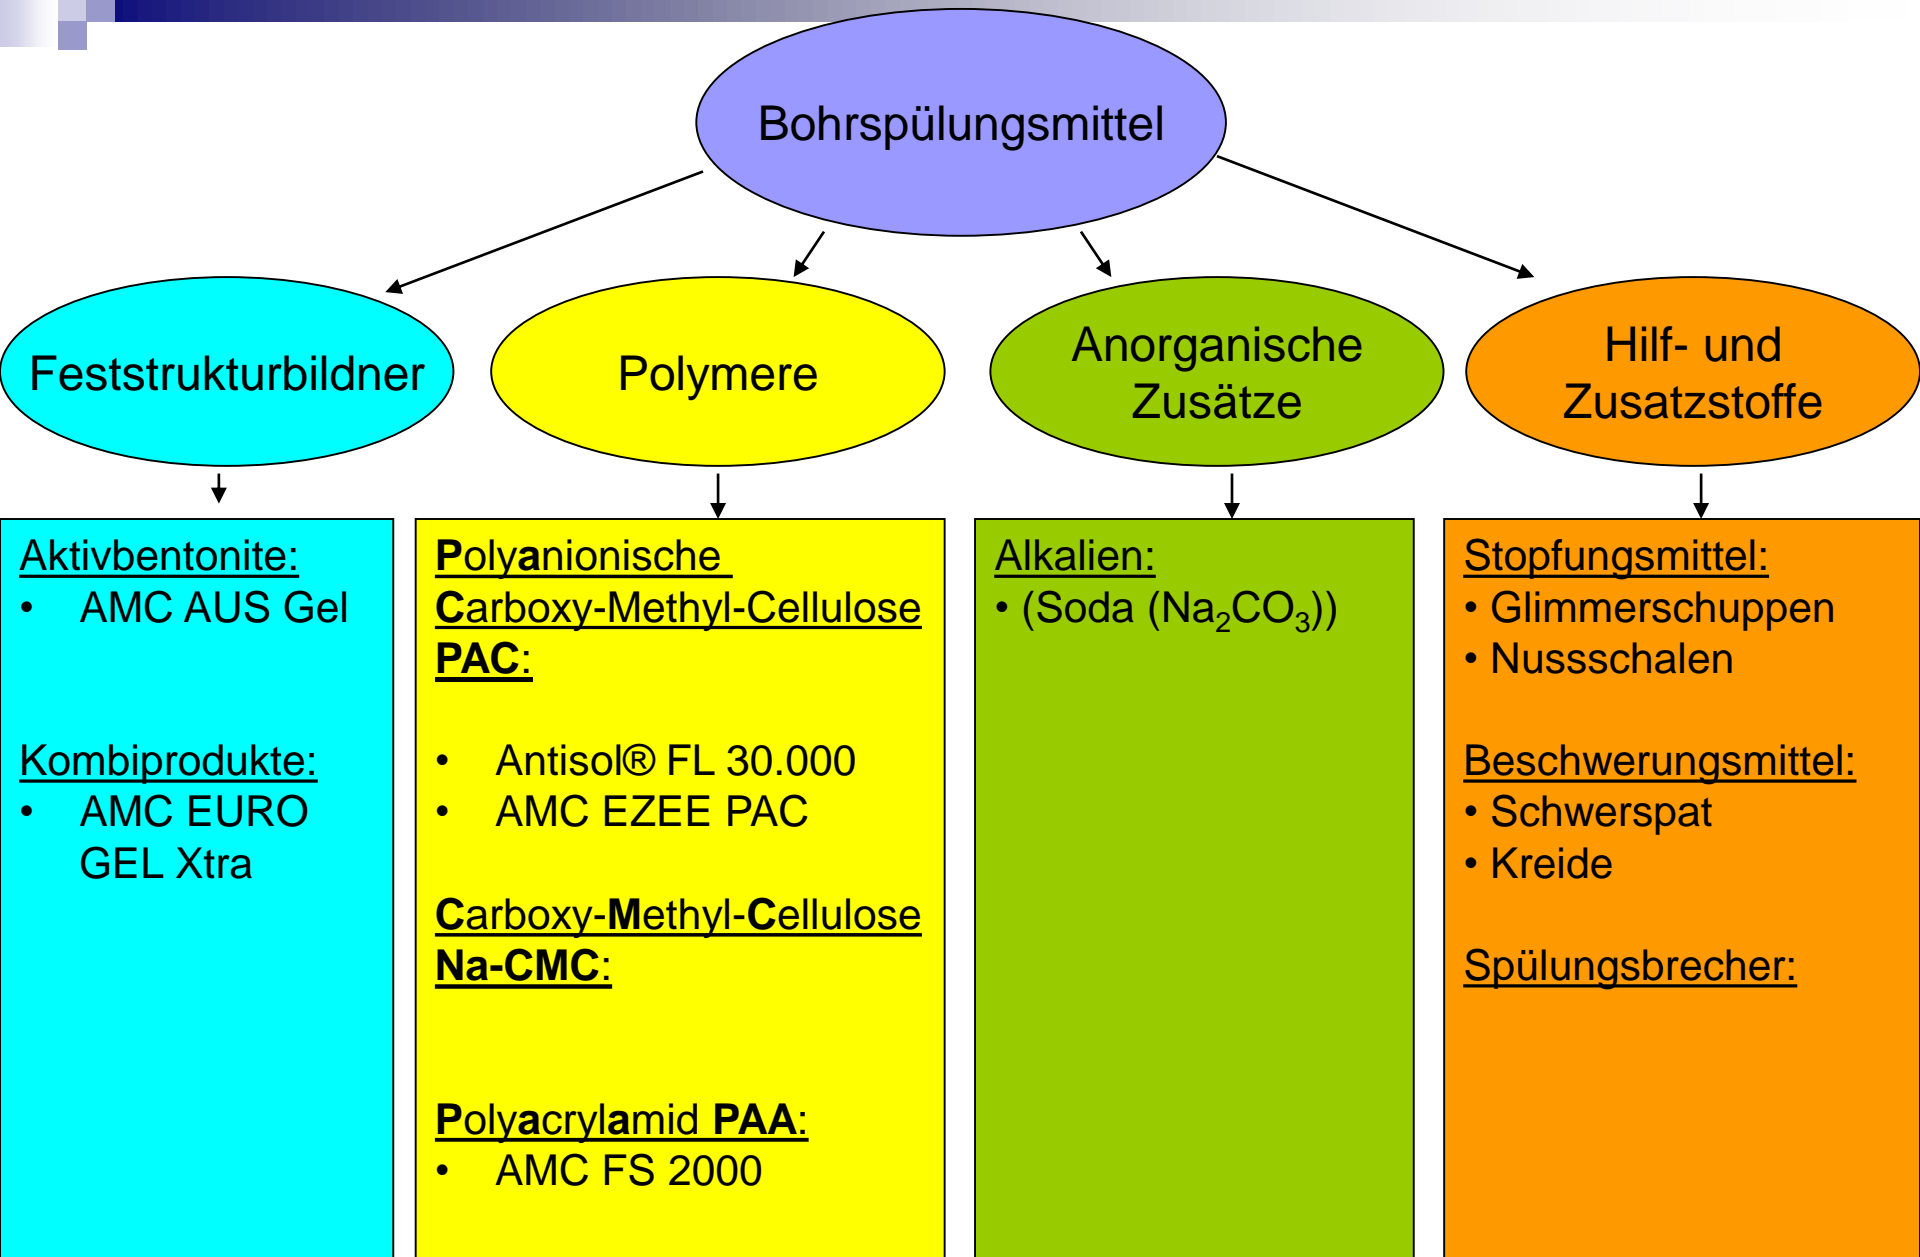 Bohrspülungsmittel
Feststrukturbildner
Polymere
Anorganische
Zusätze
Hilf- und
Zusatzstoffe
Aktivbentonite:
• AMC AUS Gel
Kombiprodukte:
• AMC EURO
GEL Xtra
Polyanionische
Carboxy-Methyl-Cellulose
PAC:
• Antisol® FL 30.000
• AMC EZEE PAC
Carboxy-Methyl-Cellulose
Na-CMC:
Polyacrylamid PAA:
• AMC FS 2000
Alkalien:
• (Soda (Na₂CO₃))
Stopfungsmittel:
• Glimmerschuppen
• Nussschalen
Beschwerungsmittel:
• Schwerspat
• Kreide
Spülungsbrecher: